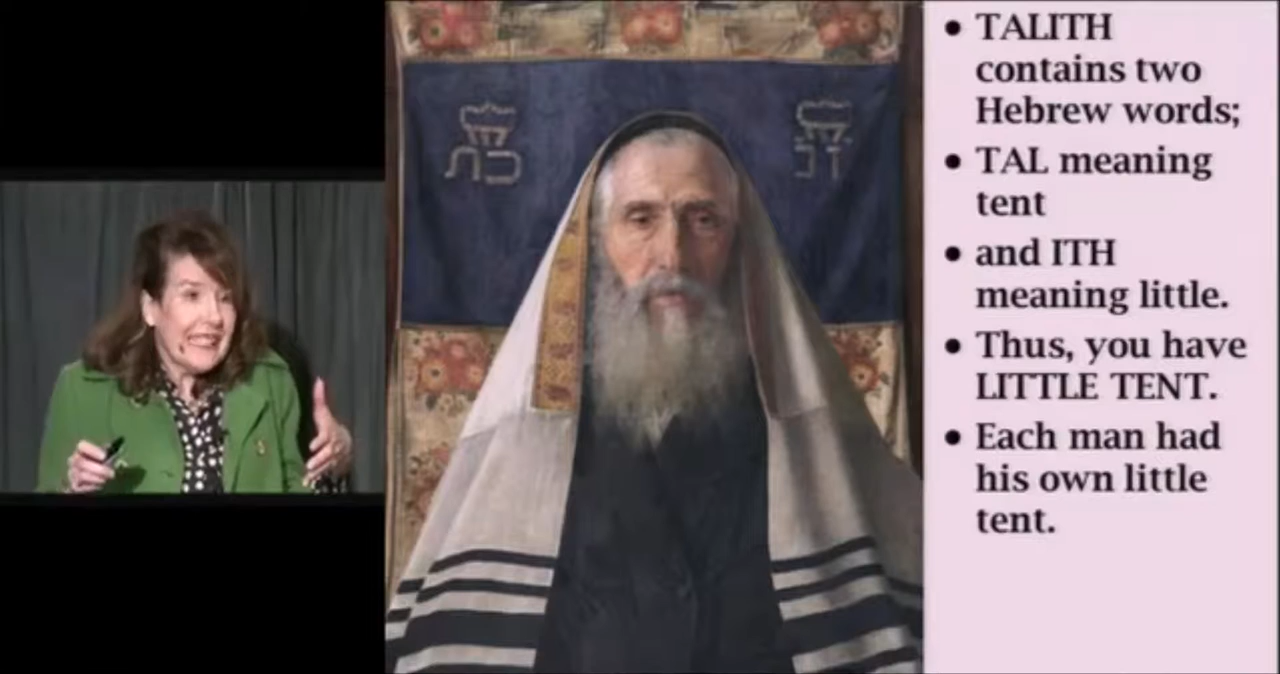 כת
• TALITH
contains two
Hebrew words;
• TAL meaning
tent
• and ITH
meaning little.
• Thus, you have
LITTLE TENT.
• Each man had
his own little
tent.